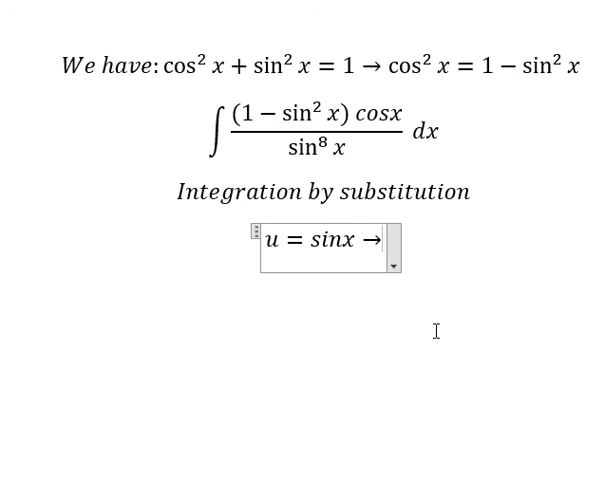 We have: cos² x + sin² x = 1 → cos² x = 1 − sin² x
∫ (1 − sin² x) cosx / sin⁸ x dx
Integration by substitution
u = sinx →